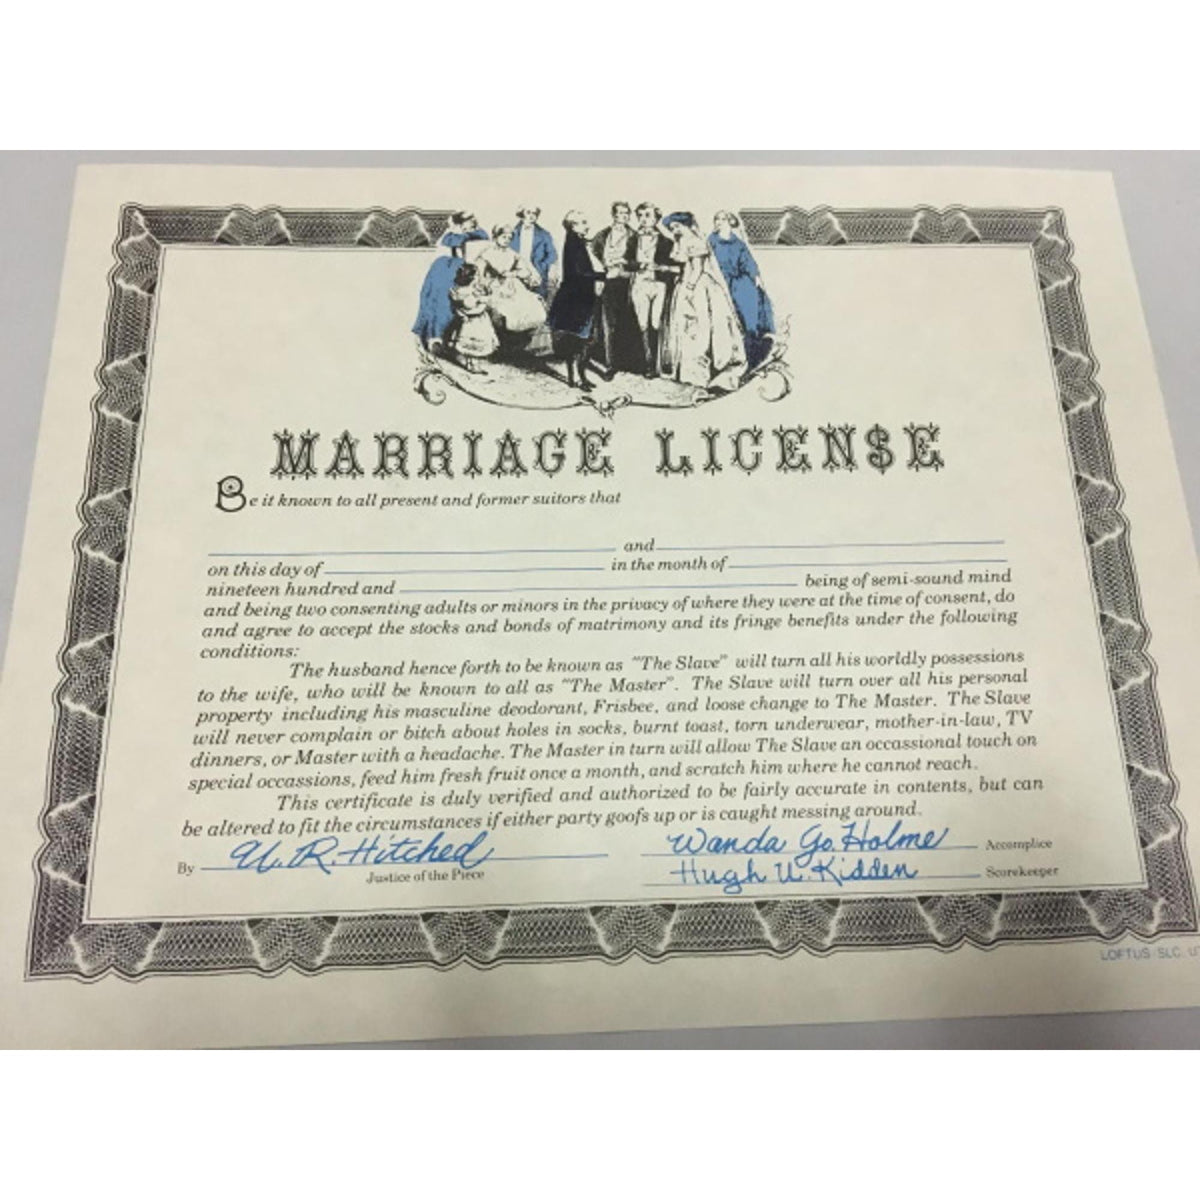 MARRIAGE LICEN$E
Be it known to all present and former suitors that
and
on this day of in the month of
nineteen hundred and being of semi-sound mind
and being two consenting adults or minors in the privacy of where they were at the time of consent, do
and agree to accept the stocks and bonds of matrimony and its fringe benefits under the following
conditions:
The husband hence forth to be known as "The Slave" will turn all his worldly possessions
to the wife, who will be known to all as "The Master". The Slave will turn over all his personal
property including his masculine deodorant, Frisbee, and loose change to The Master. The Slave
will never complain or bitch about holes in socks, burnt toast, torn underwear, mother-in-law, TV
dinners, or Master with a headache. The Master in turn will allow The Slave an occassional touch on
special occassions, feed him fresh fruit once a month, and scratch him where he cannot reach.
This certificate is duly verified and authorized to be fairly accurate in contents, but can
be altered to fit the circumstances if either party goofs up or is caught messing around.
By U. R. Hitched
Justice of the Piece
Wanda Go Holme Accomplice
Hugh U. Kidden Scorekeeper
LOFTUS SLC. U